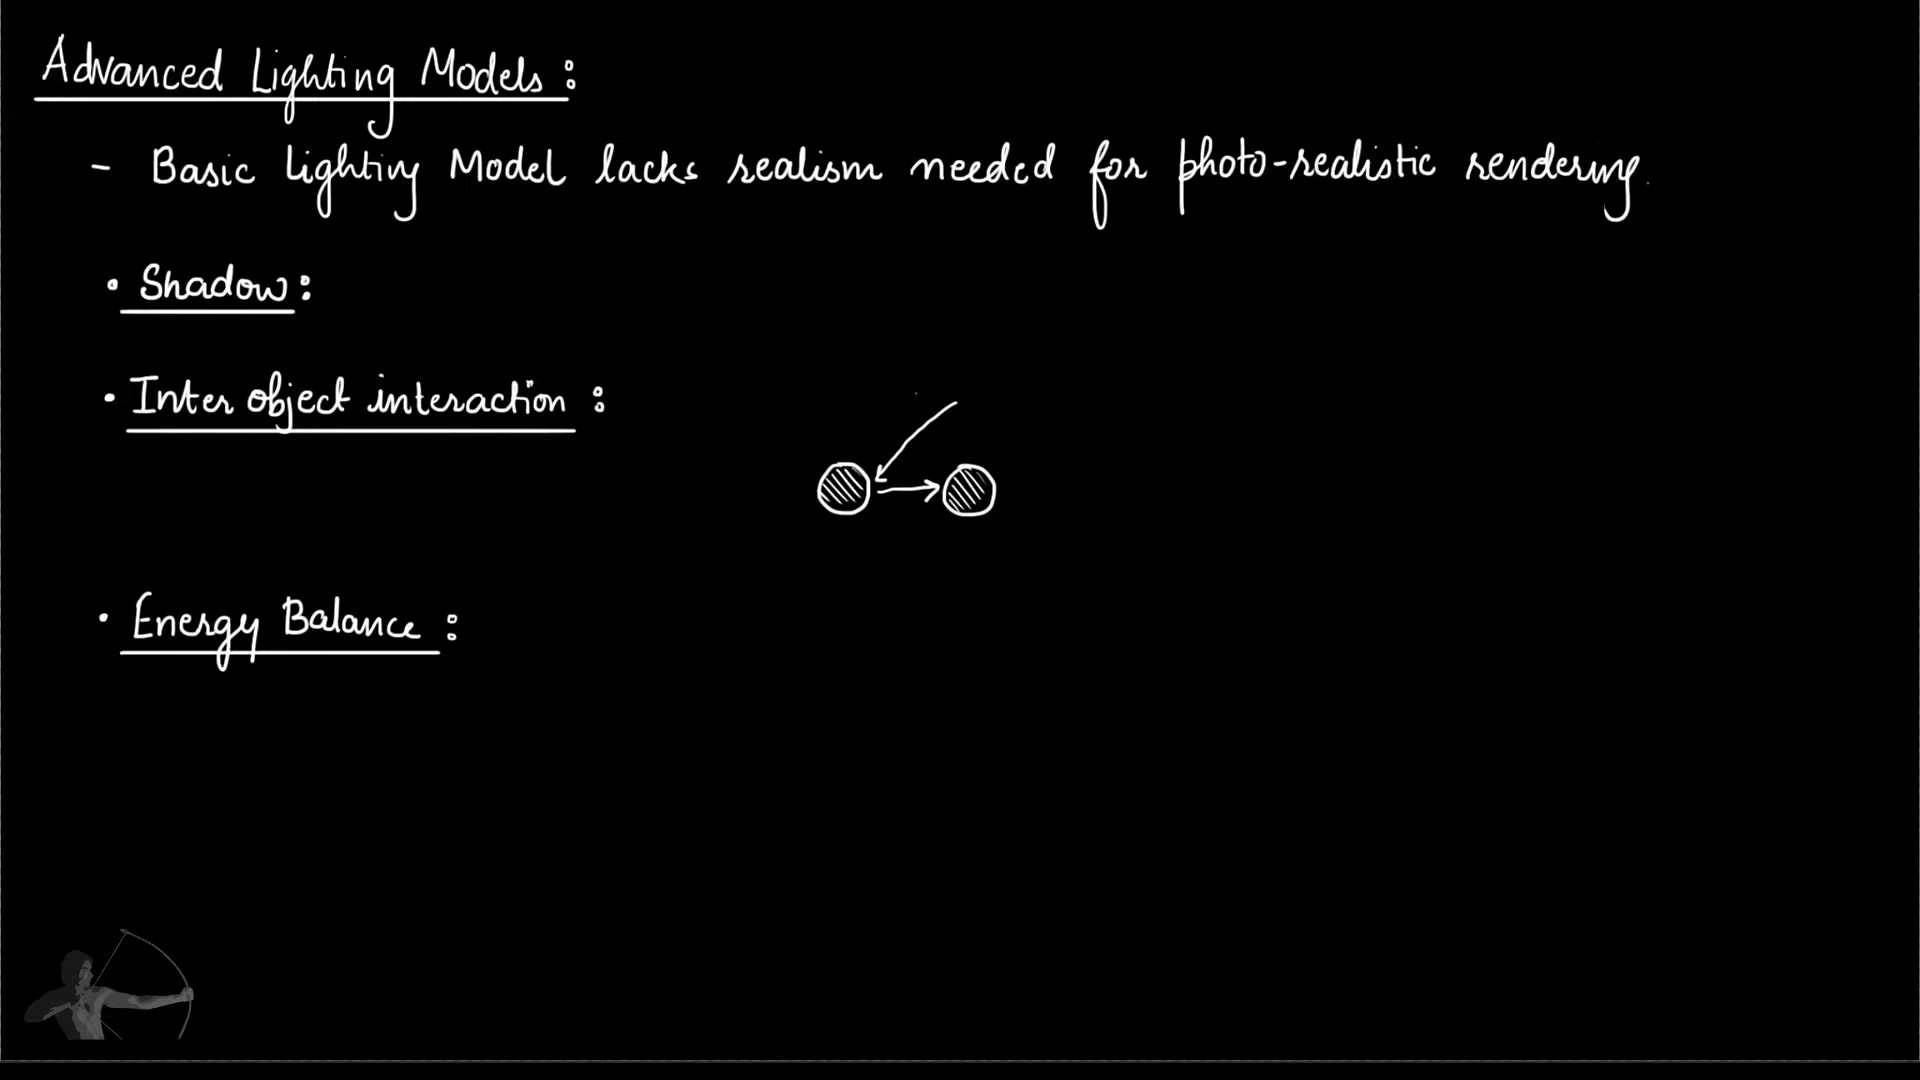 Advanced Lighting Models :
- Basic Lighting Model lacks realism needed for photo-realistic rendering.
• Shadow :
• Inter object interaction :
• Energy Balance :